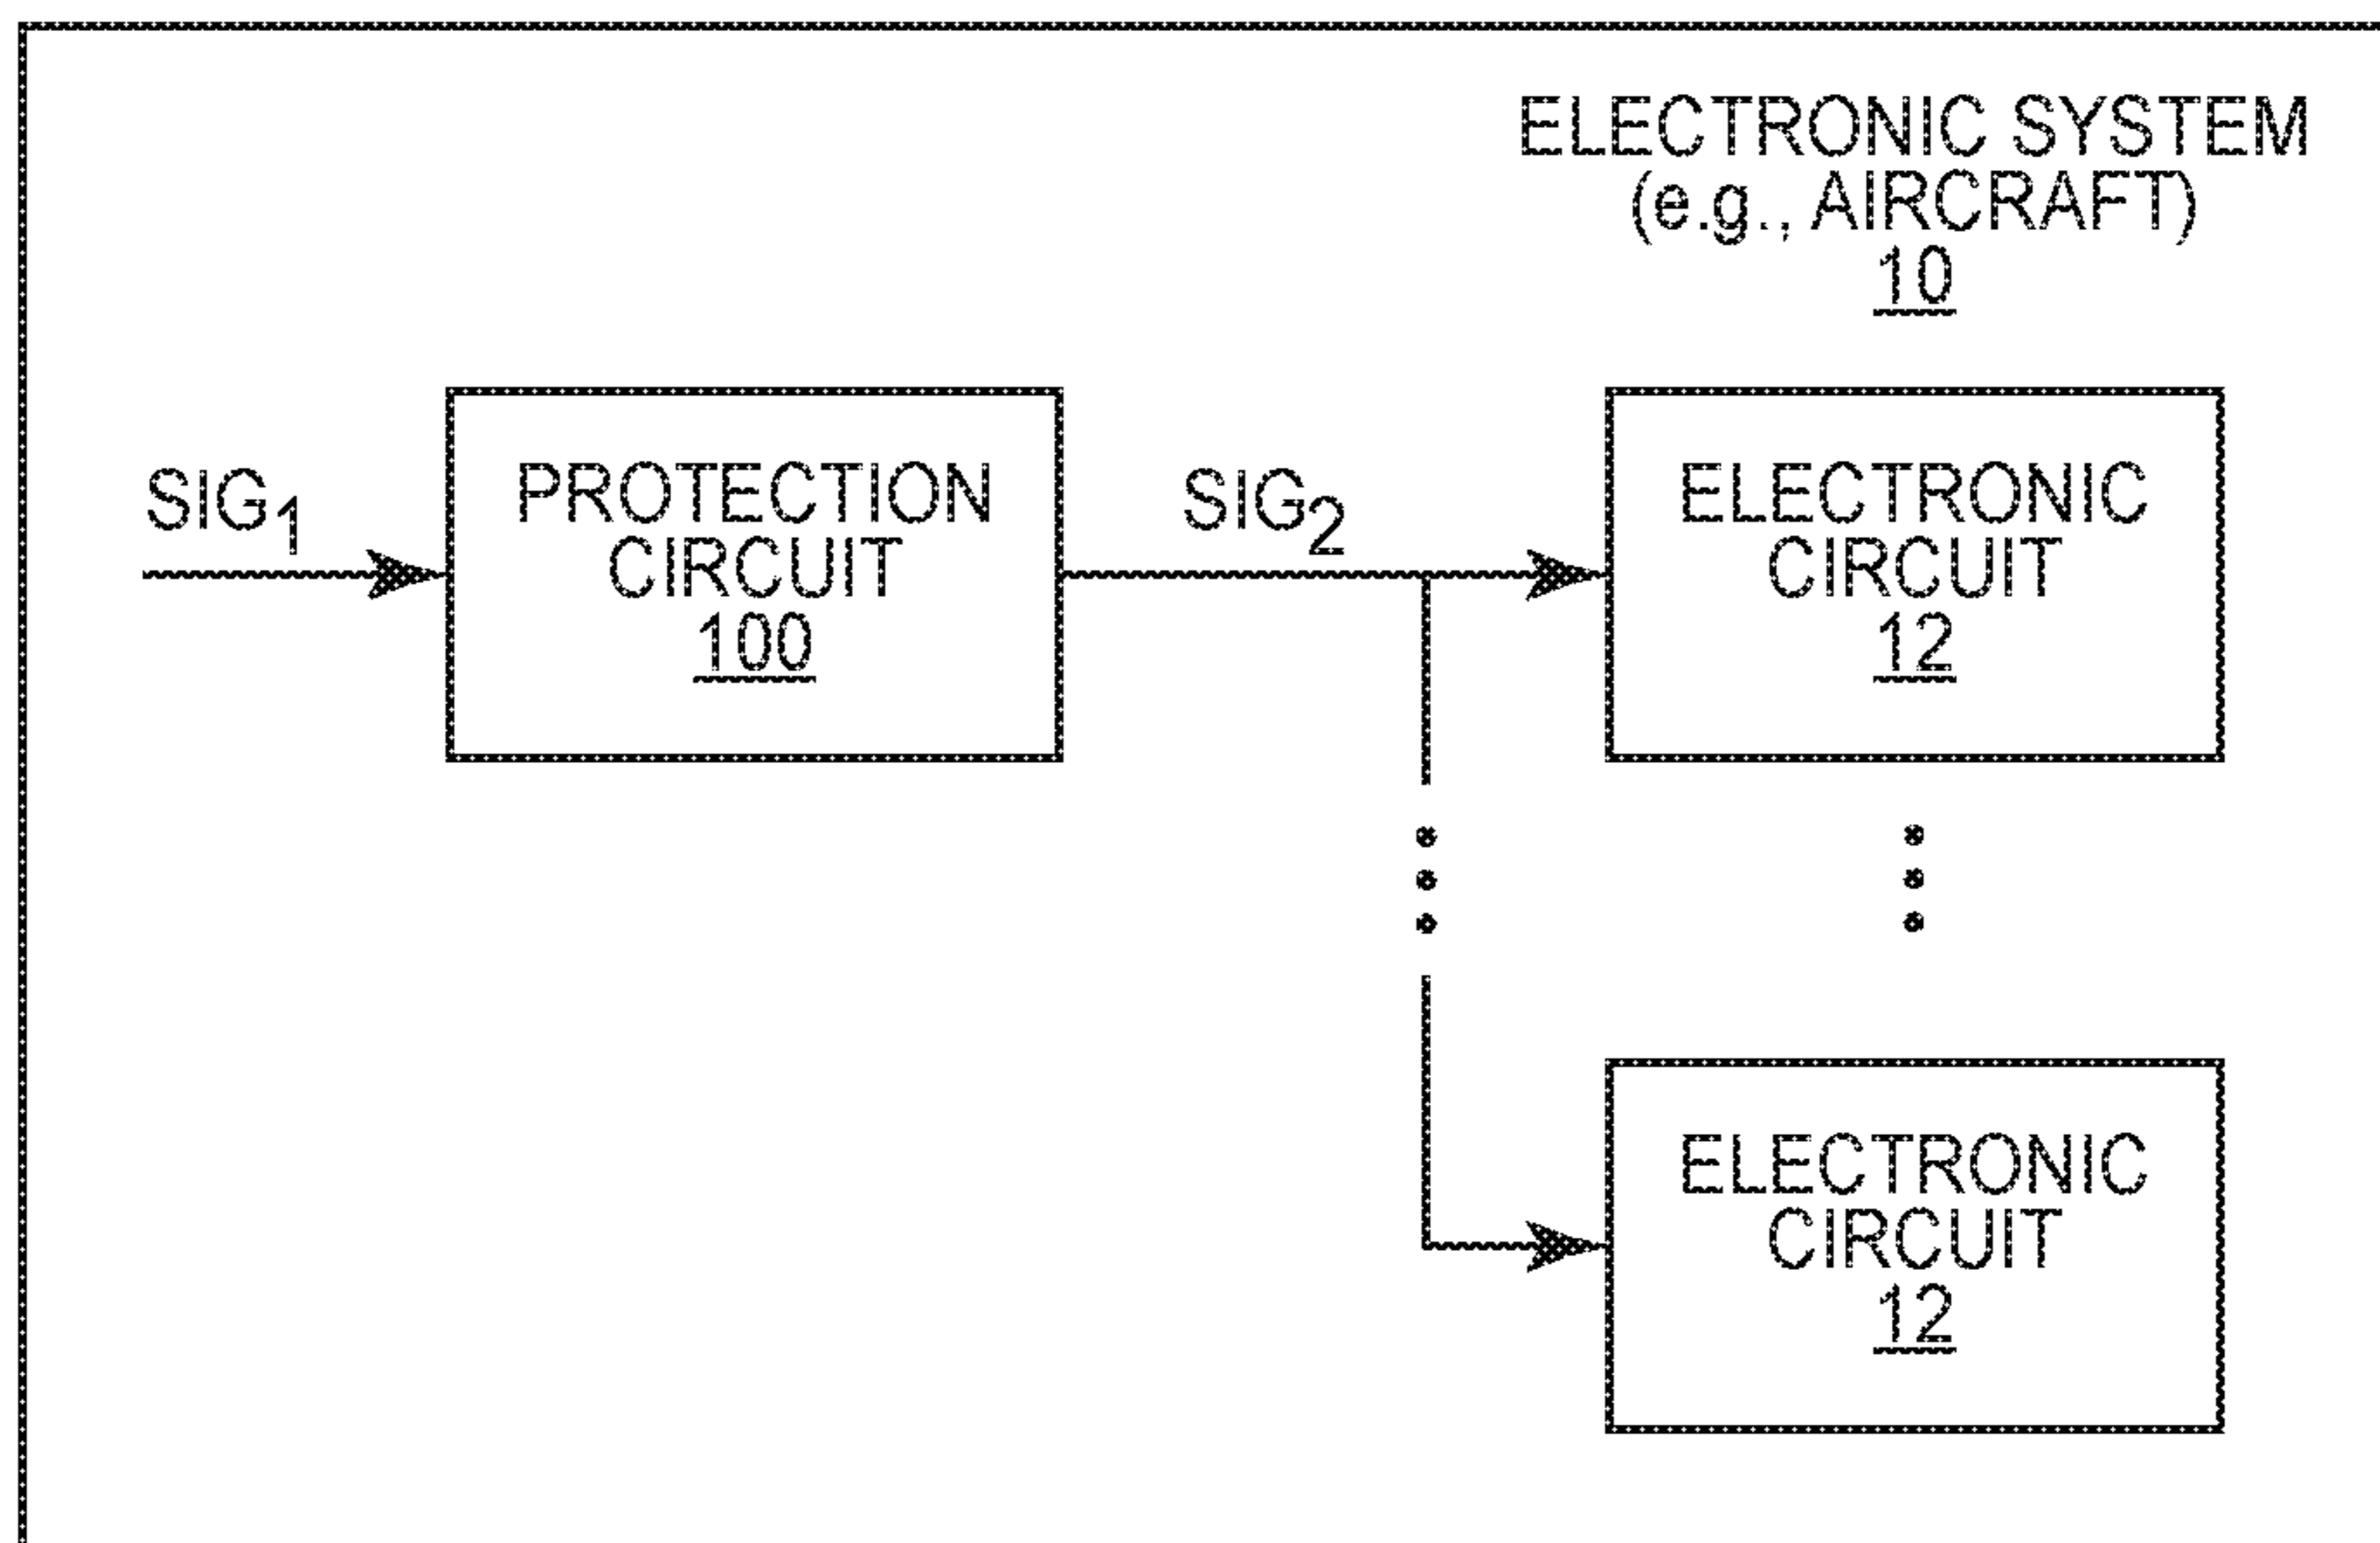 ELECTRONIC SYSTEM
(e.g., AIRCRAFT)
10
SIG1
PROTECTION
CIRCUIT
100
SIG2
ELECTRONIC
CIRCUIT
12
ELECTRONIC
CIRCUIT
12